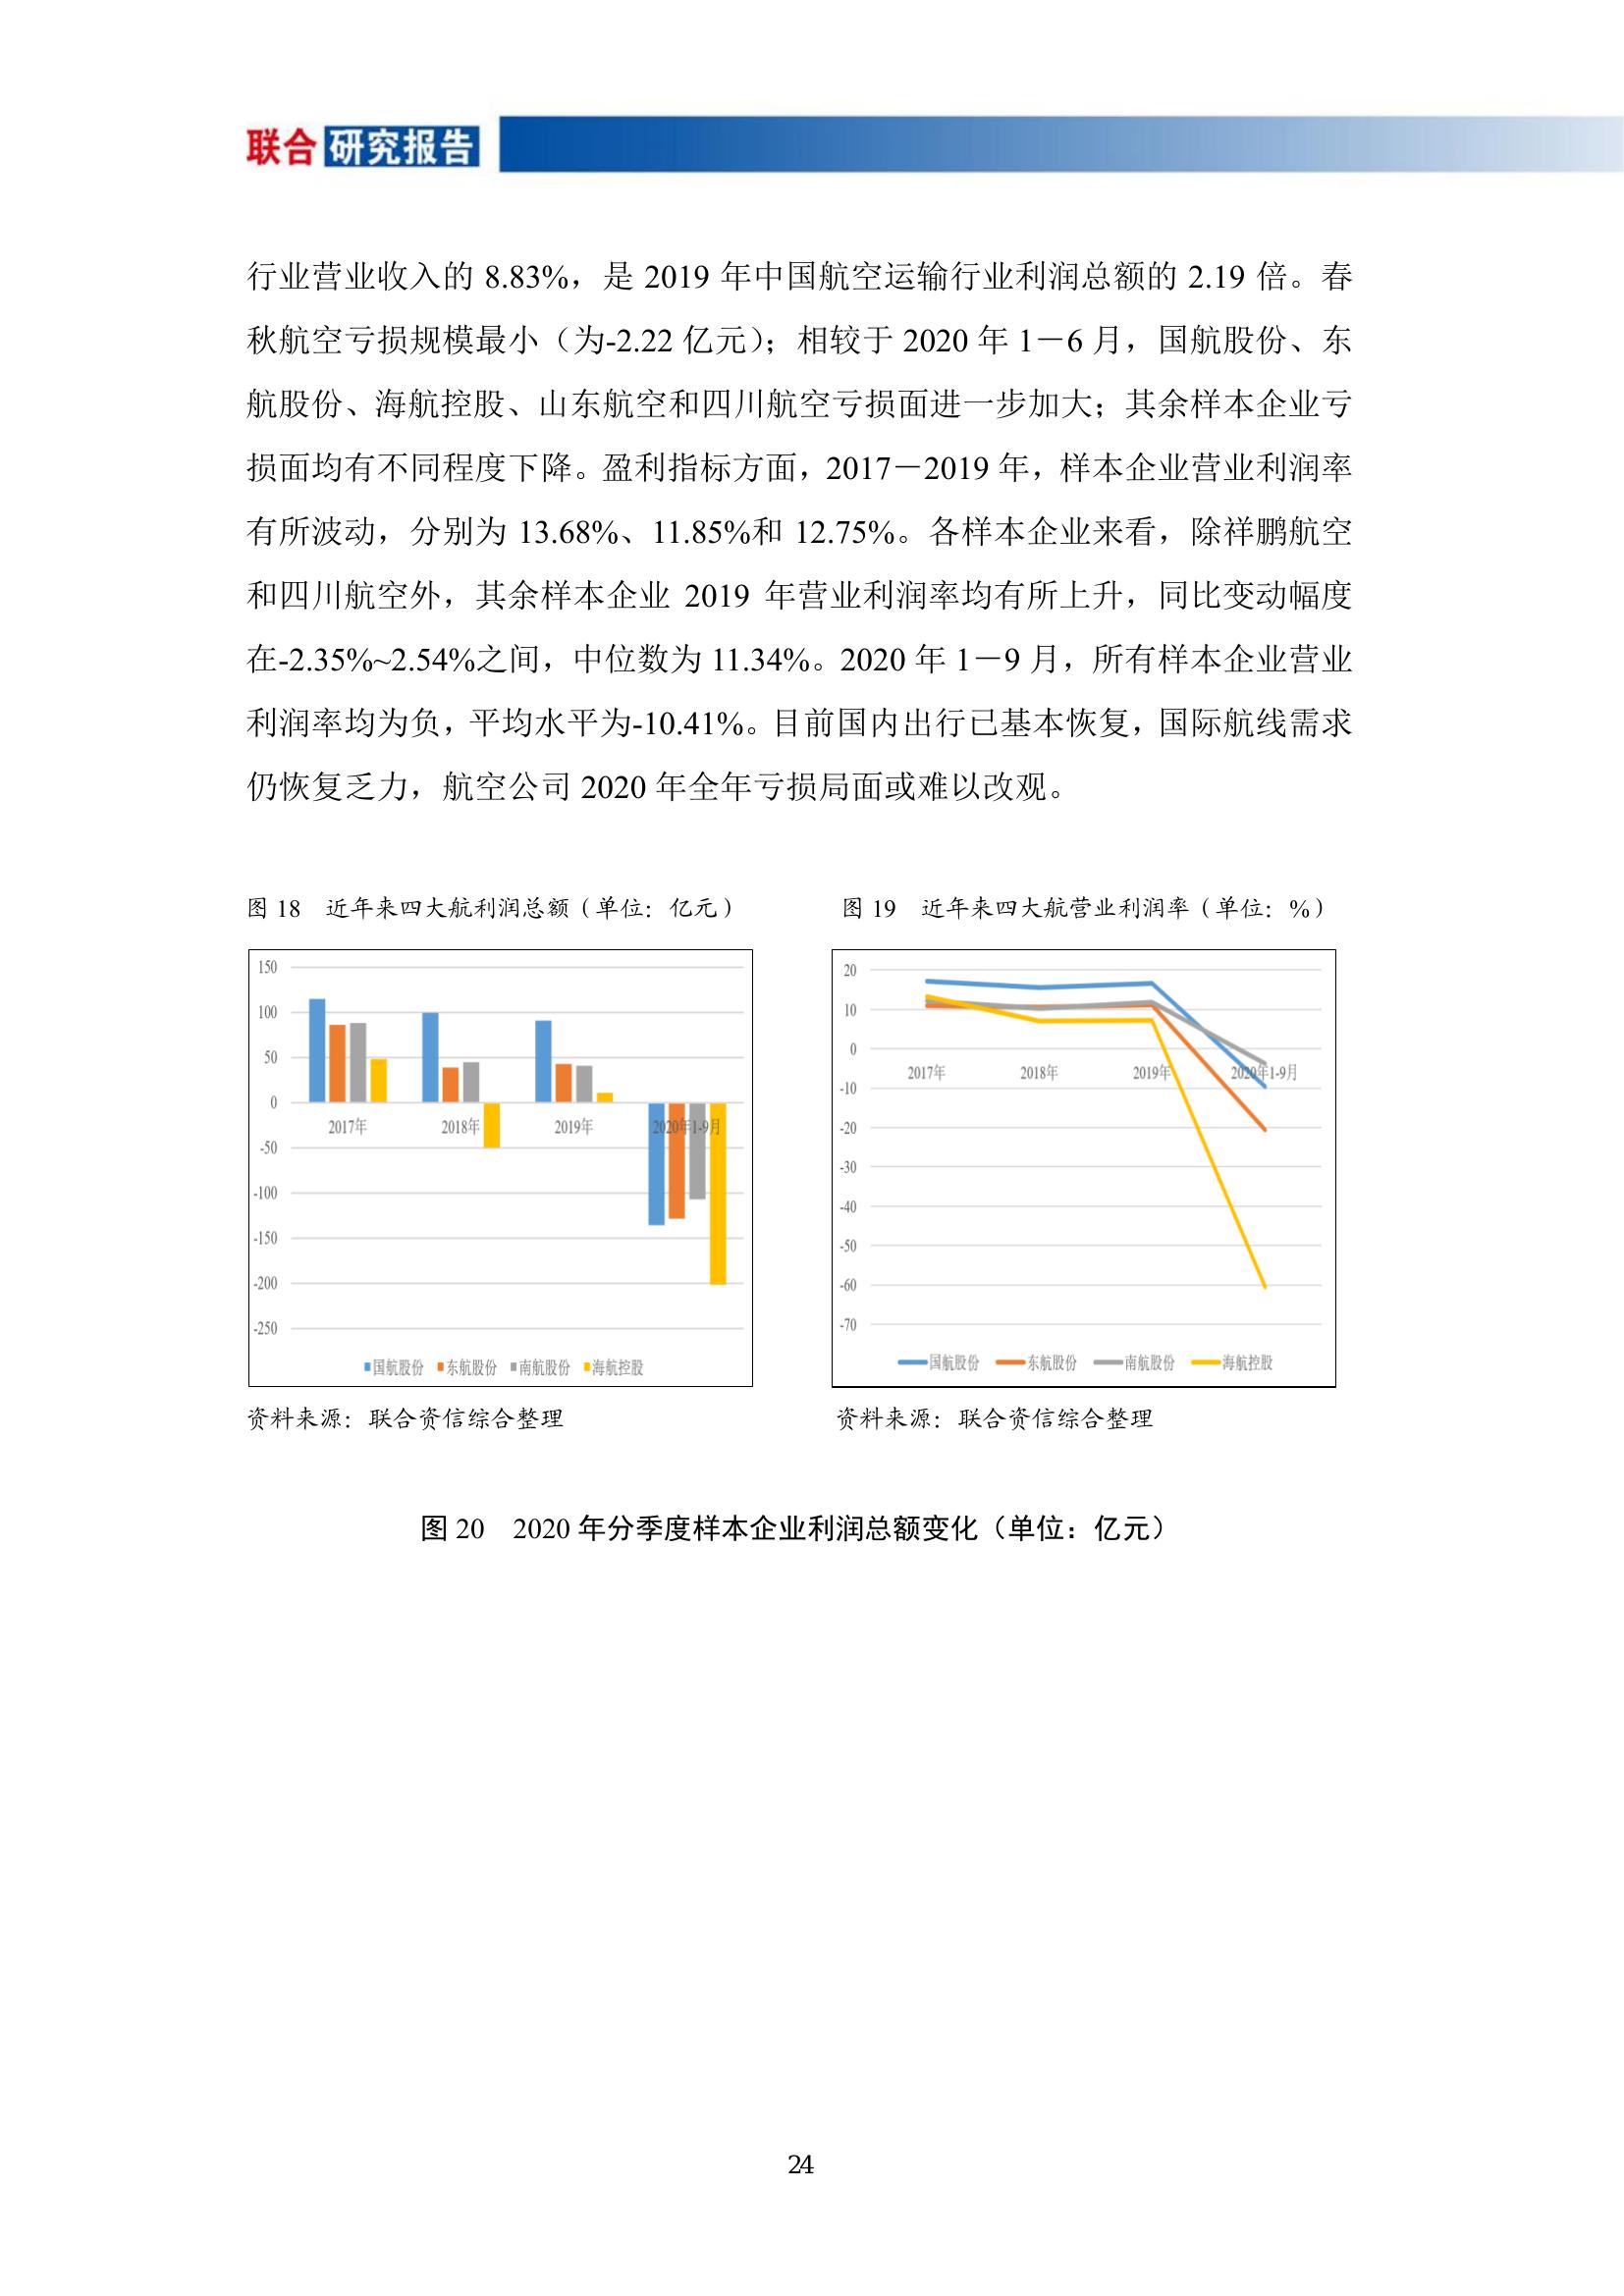 联合 研究报告
行业营业收入的 8.83%，是 2019 年中国航空运输行业利润总额的 2.19 倍。春
秋航空亏损规模最小（为-2.22 亿元）；相较于 2020 年 1－6 月，国航股份、东
航股份、海航控股、山东航空和四川航空亏损面进一步加大；其余样本企业亏
损面均有不同程度下降。盈利指标方面，2017－2019 年，样本企业营业利润率
有所波动，分别为 13.68%、11.85%和 12.75%。各样本企业来看，除祥鹏航空
和四川航空外，其余样本企业 2019 年营业利润率均有所上升，同比变动幅度
在-2.35%~2.54%之间，中位数为 11.34%。2020 年 1－9 月，所有样本企业营业
利润率均为负，平均水平为-10.41%。目前国内出行已基本恢复，国际航线需求
仍恢复乏力，航空公司 2020 年全年亏损局面或难以改观。
图 18 近年来四大航利润总额（单位：亿元）
150
100
50
0
-50
-100
-150
-200
-250
2017年 2018年 2019年 2020年1-9月
国航股份 东航股份 南航股份 海航控股
资料来源：联合资信综合整理
图 19 近年来四大航营业利润率（单位：%）
20
10
0
-10
-20
-30
-40
-50
-60
-70
2017年 2018年 2019年 2020年1-9月
国航股份 东航股份 南航股份 海航控股
资料来源：联合资信综合整理
图 20 2020 年分季度样本企业利润总额变化（单位：亿元）
24